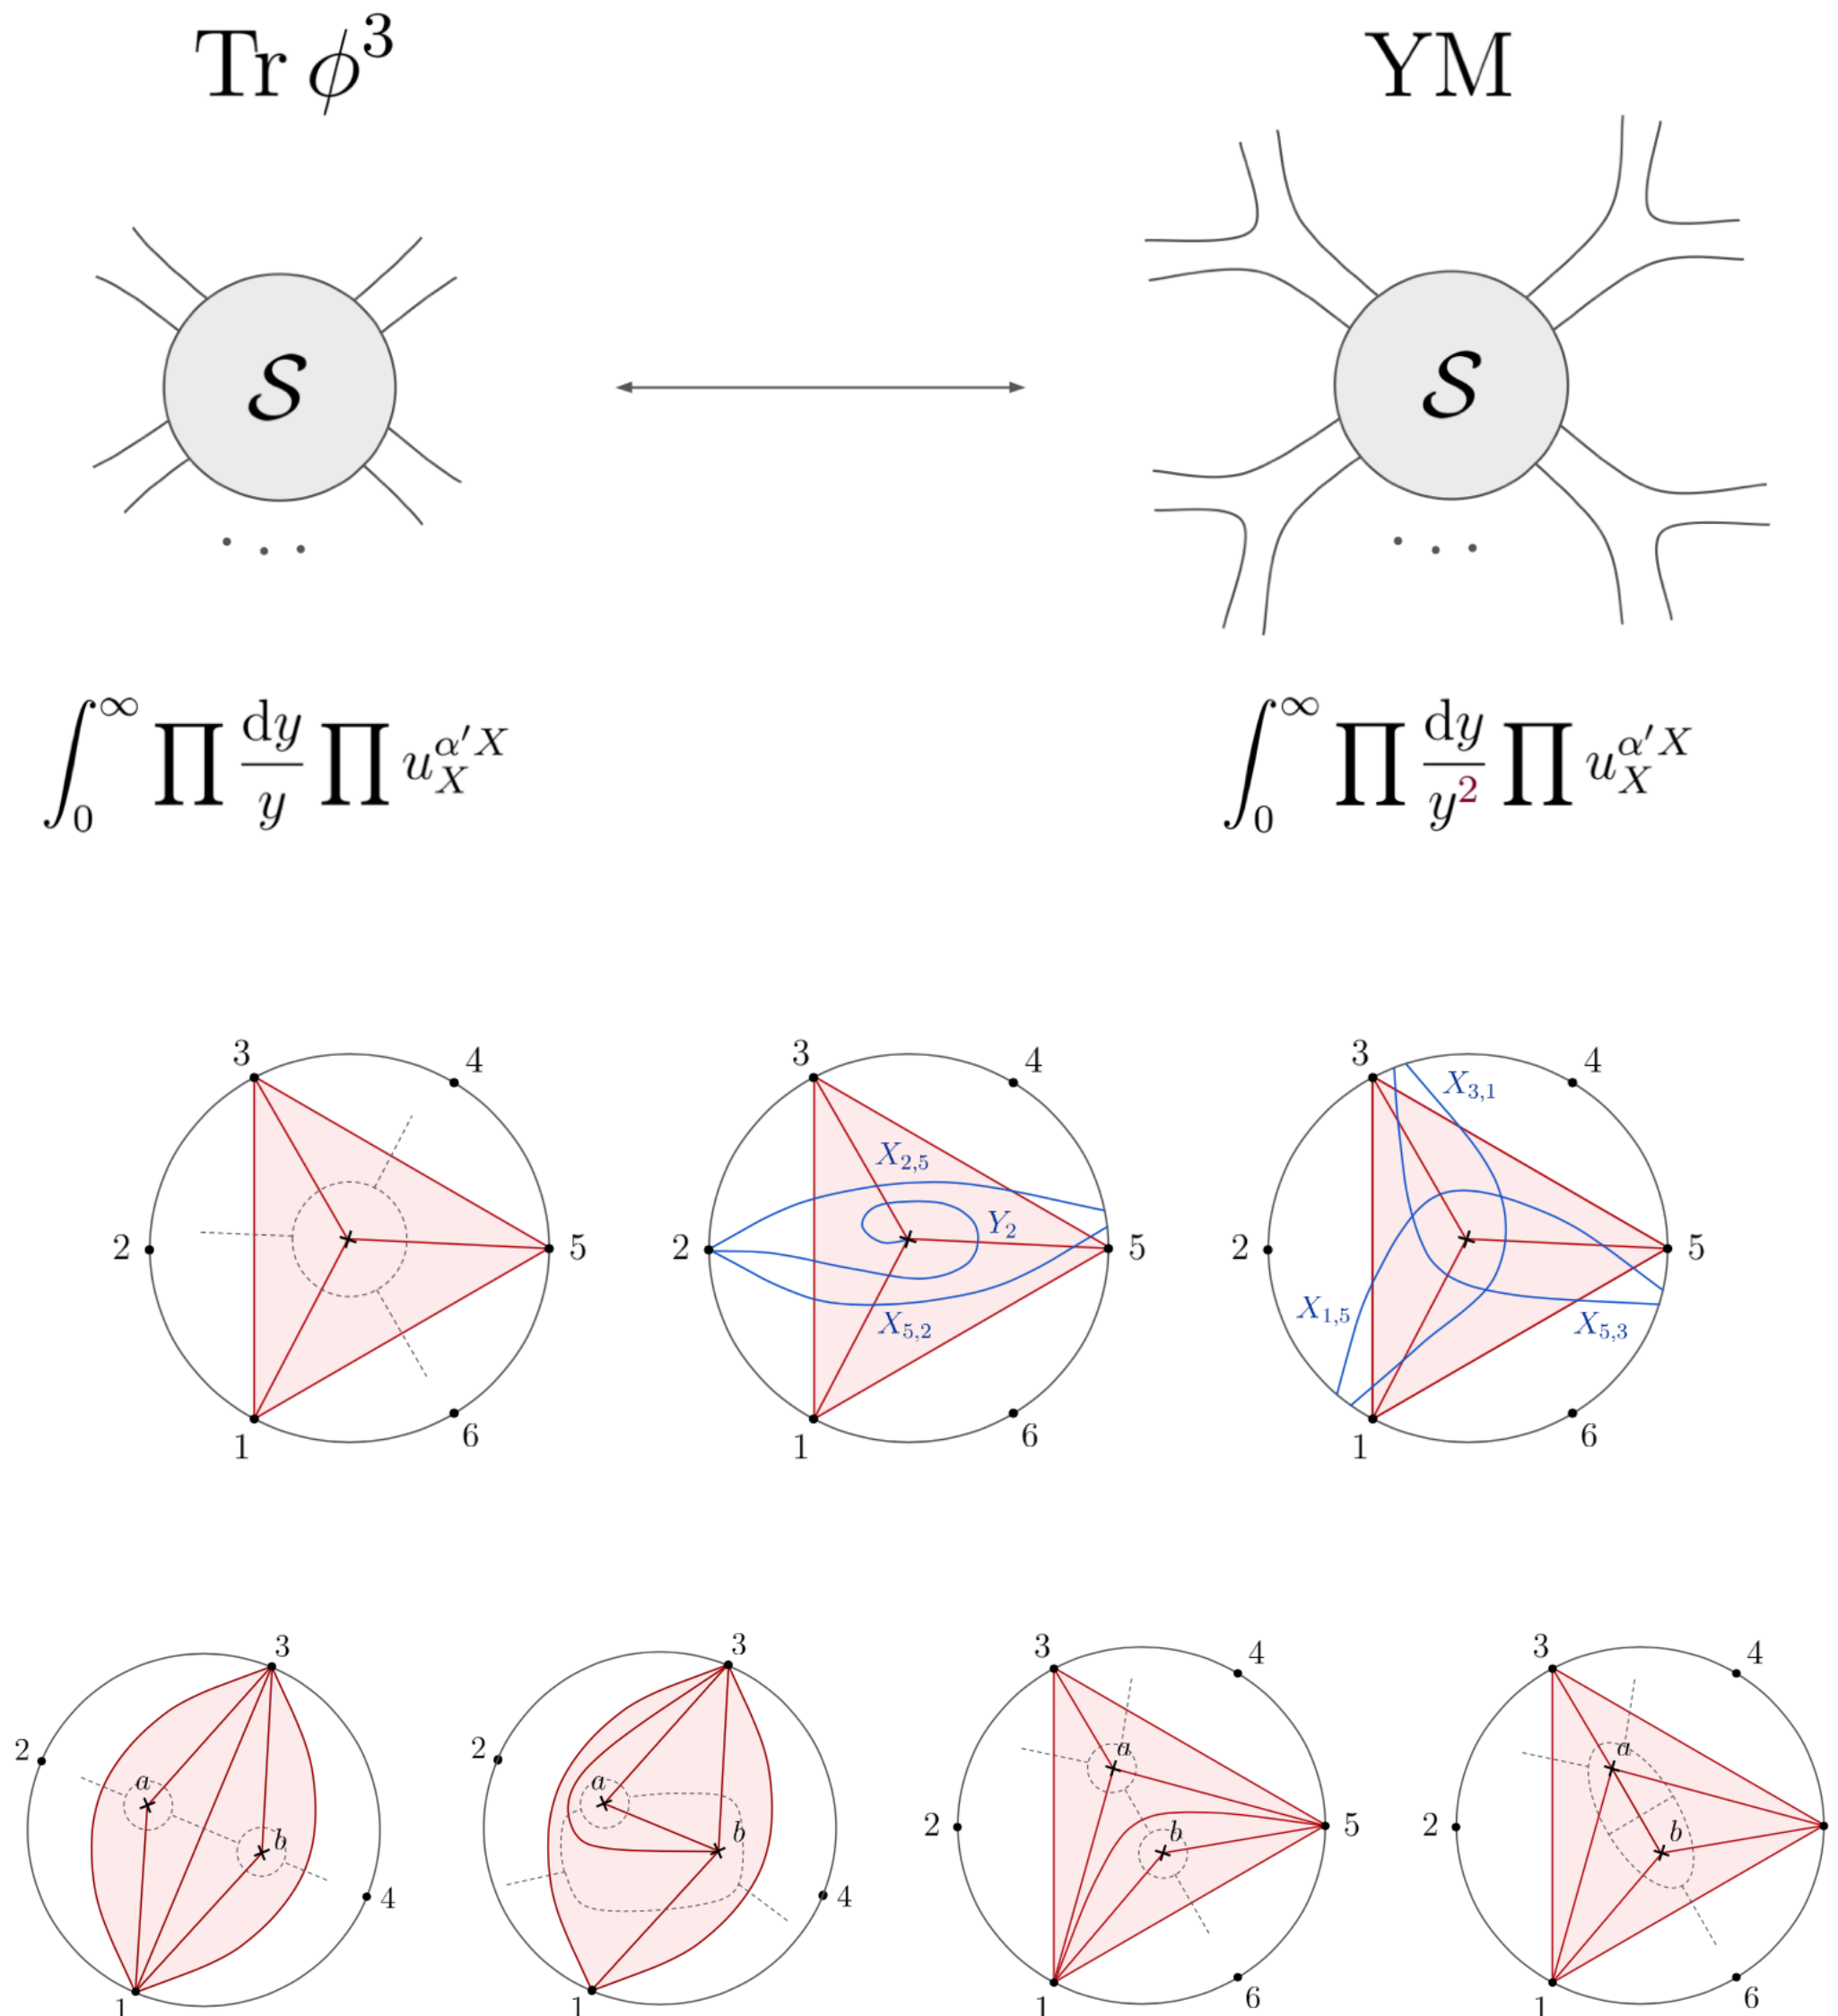 Tr ϕ³ YM
𝒮 𝒮
. . . . . .
∫₀^∞ ∏ dy/y ∏ u_X^{α′X} ∫₀^∞ ∏ dy/y² ∏ u_X^{α′X}
3 4 3 4 3 4
X_{3,1}
X_{2,5}
2 5 2 Y_2 5 2 5
X_{5,2} X_{1,5} X_{5,3}
1 6 1 6 1 6
3 3 3 4 3 4
2 a 2 a a a
b 4 b 4 2 b 5 2 b
1 1 1 6 1 6